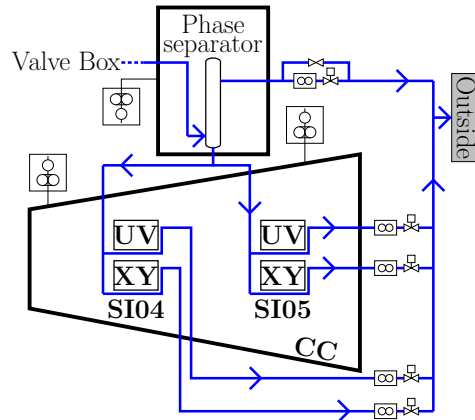 Phase
separator
Valve Box
Outside
UV
UV
XY
XY
SI04
SI05
CC